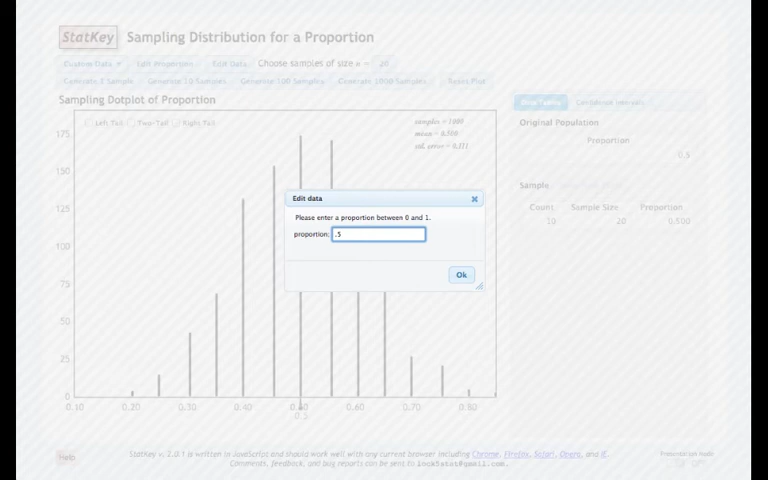 StatKey Sampling Distribution for a Proportion
Custom Data Edit Proportion Edit Data Choose samples of size n = 20
Generate 1 Sample Generate 10 Samples Generate 100 Samples Generate 1000 Samples Reset Plot
Sampling Dotplot of Proportion
Left Tail Two-Tail Right Tail
samples = 1000
mean = 0.500
std. error = 0.111
175
150
125
100
75
50
25
0
0.10 0.20 0.30 0.40 0.50 0.60 0.70 0.80
0.5
Data Tables Confidence Intervals
Original Population
Proportion
0.5
Sample
Count Sample Size Proportion
10 20 0.500
Edit data
Please enter a proportion between 0 and 1.
proportion: .5
Ok
Help
StatKey v. 2.0.1 is written in JavaScript and should work well with any current browser including Chrome, Firefox, Safari, Opera, and IE.
Comments, feedback, and bug reports can be sent to lock5stat@gmail.com.
Presentation Mode